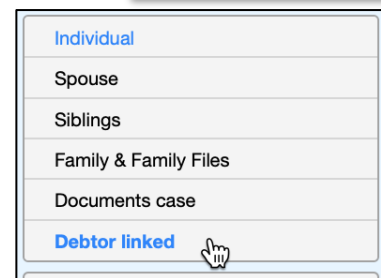 Individual
Spouse
Siblings
Family & Family Files
Documents case
Debtor linked